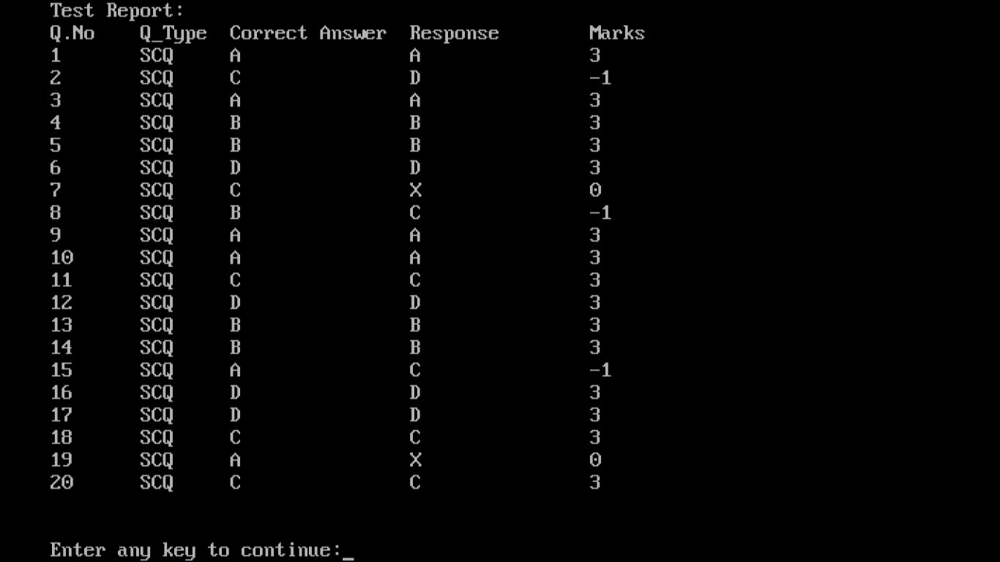 Test Report:
Q.No Q_Type Correct Answer Response Marks
1 SCQ A A 3
2 SCQ C D -1
3 SCQ A A 3
4 SCQ B B 3
5 SCQ B B 3
6 SCQ D D 3
7 SCQ C X 0
8 SCQ B C -1
9 SCQ A A 3
10 SCQ A A 3
11 SCQ C C 3
12 SCQ D D 3
13 SCQ B B 3
14 SCQ B B 3
15 SCQ A C -1
16 SCQ D D 3
17 SCQ D D 3
18 SCQ C C 3
19 SCQ A X 0
20 SCQ C C 3
Enter any key to continue:_